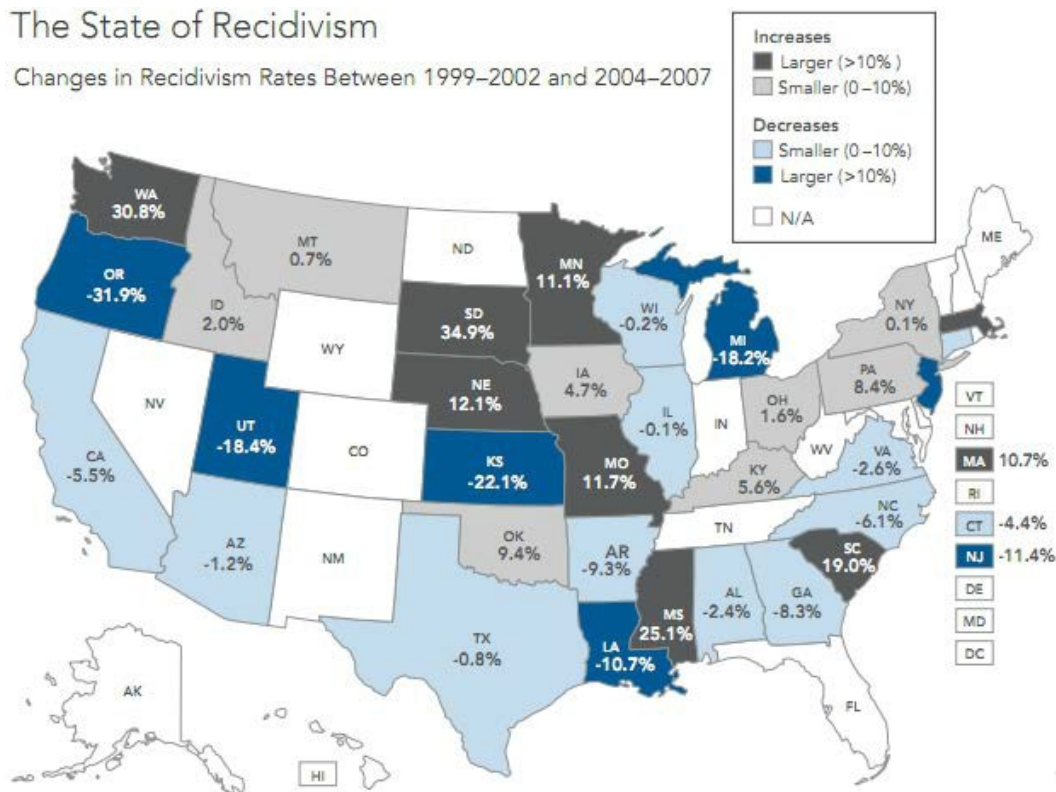 The State of Recidivism
Changes in Recidivism Rates Between 1999–2002 and 2004–2007
Increases
Larger (>10% )
Smaller (0 –10%)
Decreases
Smaller (0 –10%)
Larger (>10%)
N/A
WA
30.8%
OR
-31.9%
ID
2.0%
MT
0.7%
ND
MN
11.1%
SD
34.9%
WY
WI
-0.2%
MI
-18.2%
NY
0.1%
ME
NE
12.1%
IA
4.7%
PA
8.4%
OH
1.6%
IL
-0.1%
IN
NV
UT
-18.4%
CO
CA
-5.5%
KS
-22.1%
MO
11.7%
KY
5.6%
WV
VA
-2.6%
NC
-6.1%
TN
AZ
-1.2%
NM
OK
9.4%
AR
-9.3%
SC
19.0%
MS
25.1%
AL
-2.4%
GA
-8.3%
TX
-0.8%
LA
-10.7%
FL
AK
HI
VT
NH
MA 10.7%
RI
CT -4.4%
NJ -11.4%
DE
MD
DC